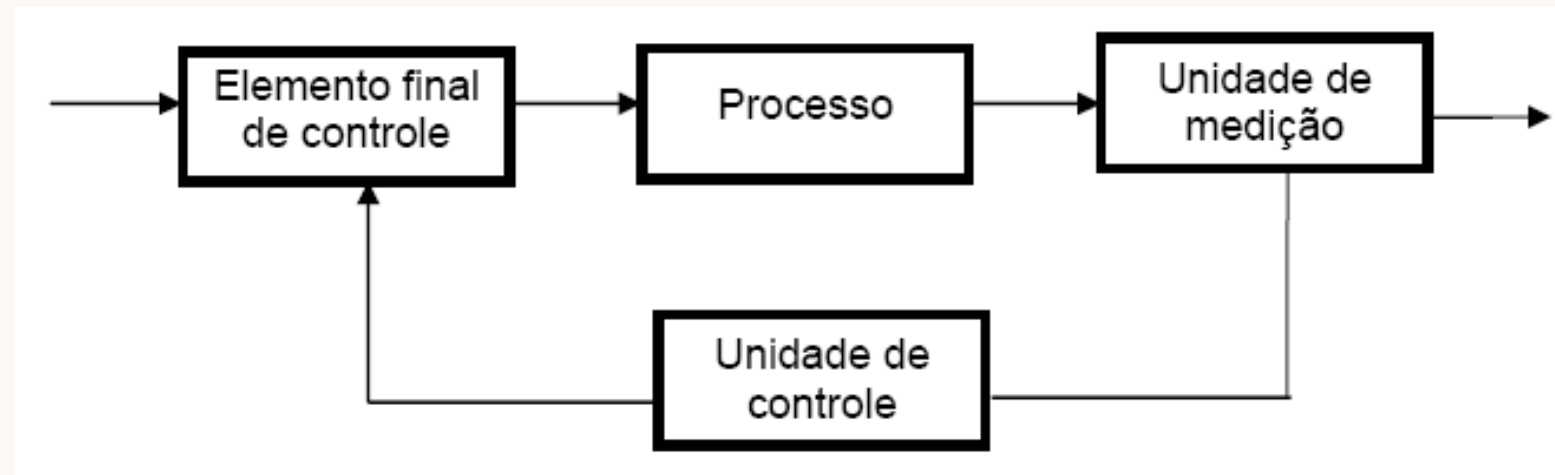 Elemento final
de controle
Processo
Unidade de
medição
Unidade de
controle